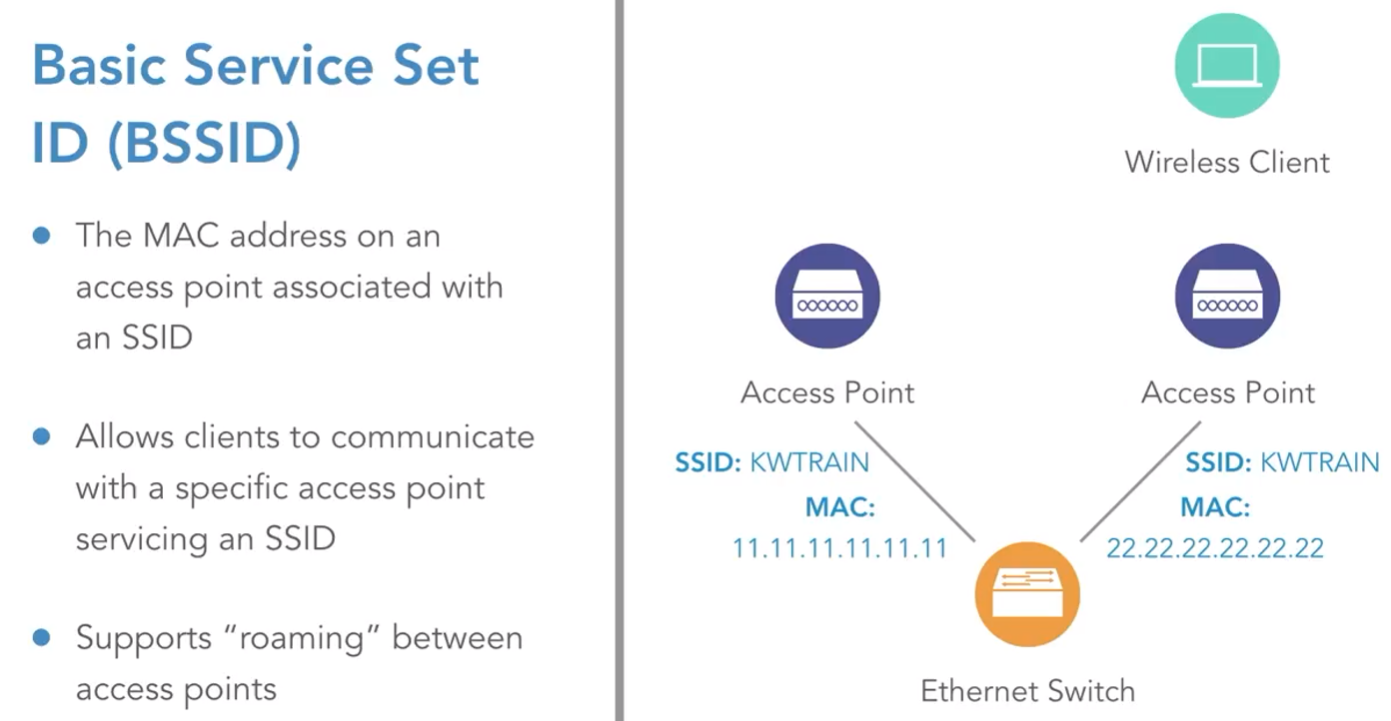 Basic Service Set
ID (BSSID)
The MAC address on an
access point associated with
an SSID
Allows clients to communicate
with a specific access point
servicing an SSID
Supports “roaming” between
access points
Wireless Client
Access Point
Access Point
SSID: KWTRAIN
MAC:
11.11.11.11.11.11
SSID: KWTRAIN
MAC:
22.22.22.22.22.22
Ethernet Switch